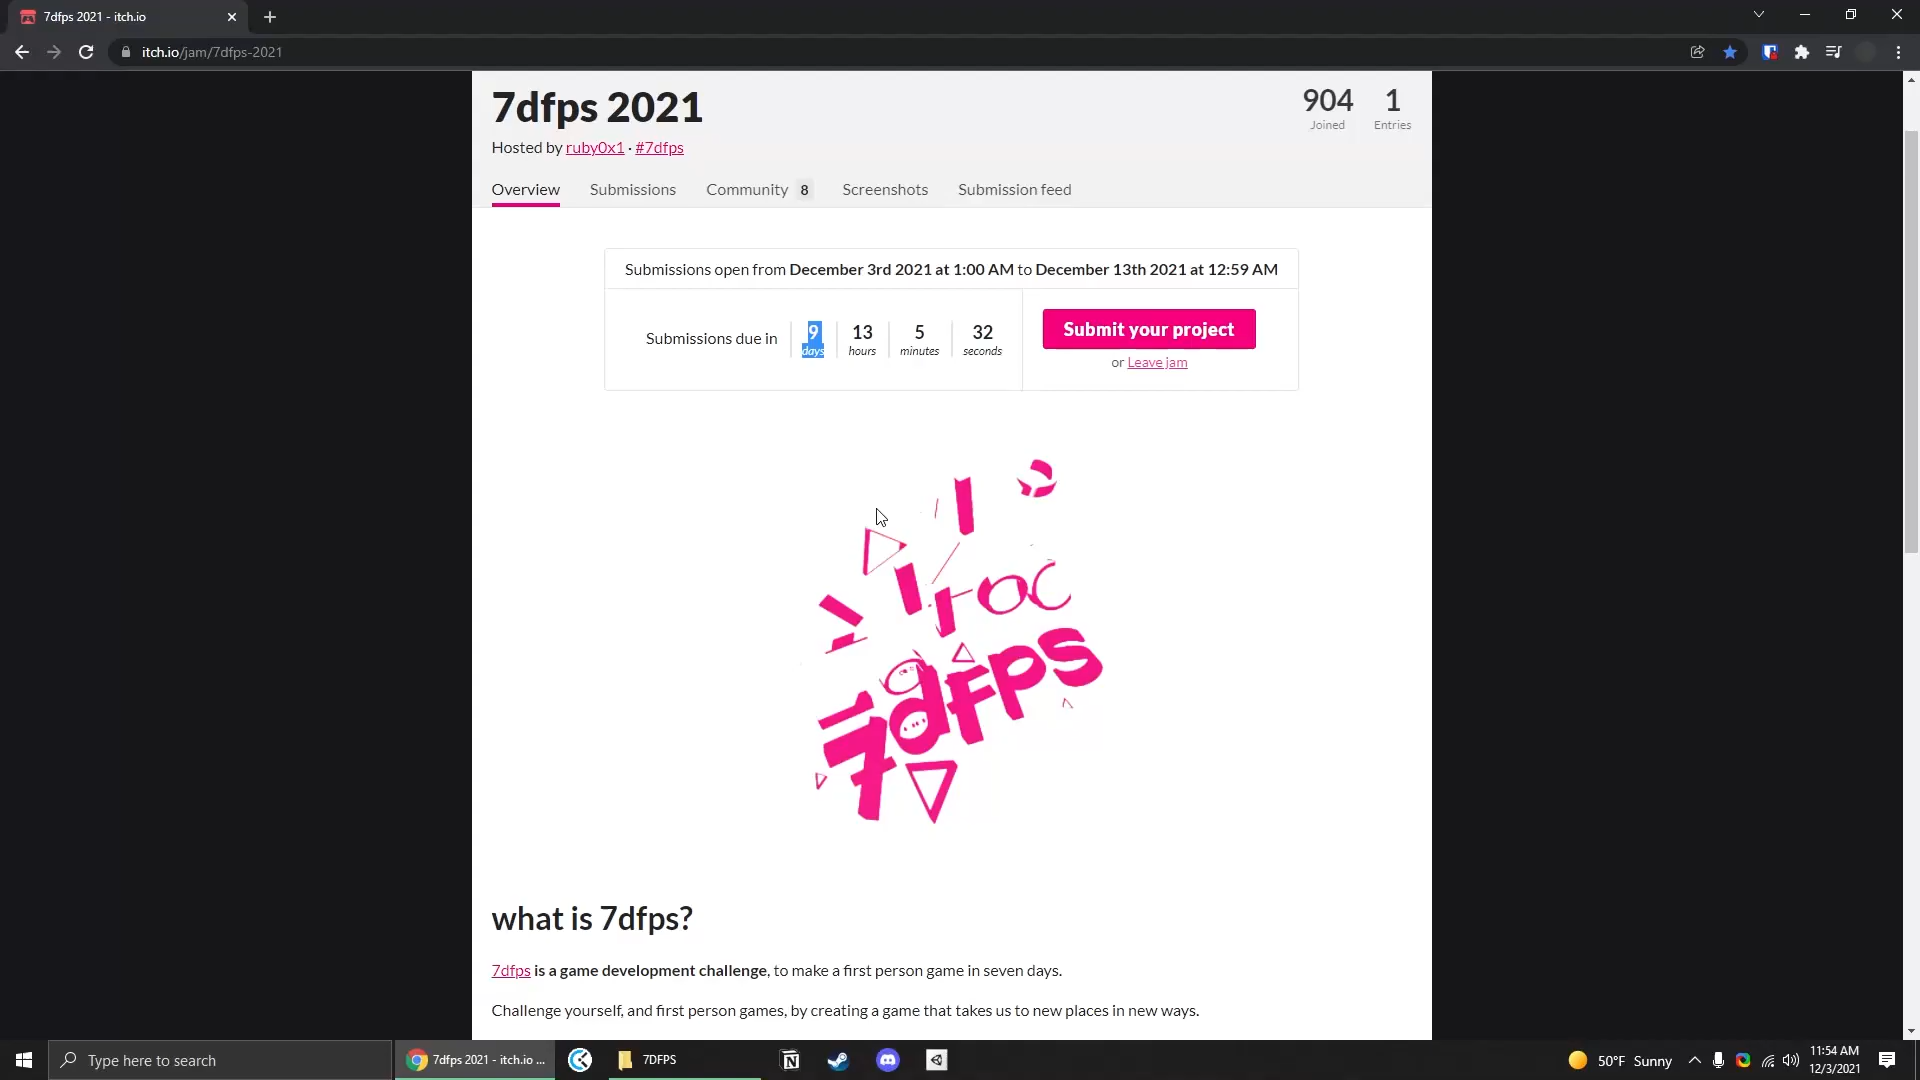 7dfps 2021 - itch.io
itch.io/jam/7dfps-2021
7dfps 2021
904 1
Joined Entries
Hosted by ruby0x1 · #7dfps
Overview Submissions Community 8 Screenshots Submission feed
Submissions open from December 3rd 2021 at 1:00 AM to December 13th 2021 at 12:59 AM
Submissions due in 9 days 13 hours 5 minutes 32 seconds
Submit your project
or Leave jam
7dfps
what is 7dfps?
7dfps is a game development challenge, to make a first person game in seven days.
Challenge yourself, and first person games, by creating a game that takes us to new places in new ways.
Type here to search
7dfps 2021 - itch.io ...
7DFPS
50°F Sunny
11:54 AM
12/3/2021